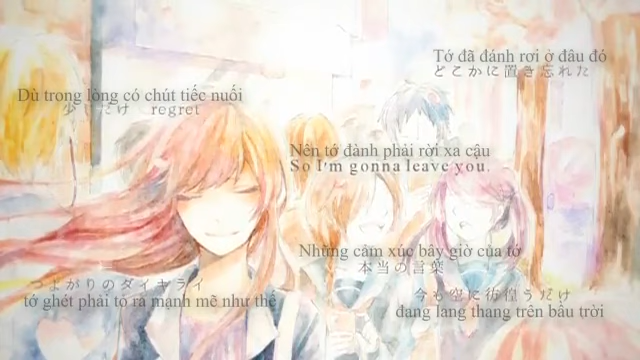 Tớ đã đánh rơi ở đâu đó
どこかに置き忘れた
Dù trong lòng có chút tiếc nuối
少しだけ regret
Nên tớ đành phải rời xa cậu
So I'm gonna leave you.
Những cảm xúc bây giờ của tớ
本当の言葉
つよがりのダイキライ
tớ ghét phải tỏ ra mạnh mẽ như thế
今も空に彷徨うだけ
đang lang thang trên bầu trời